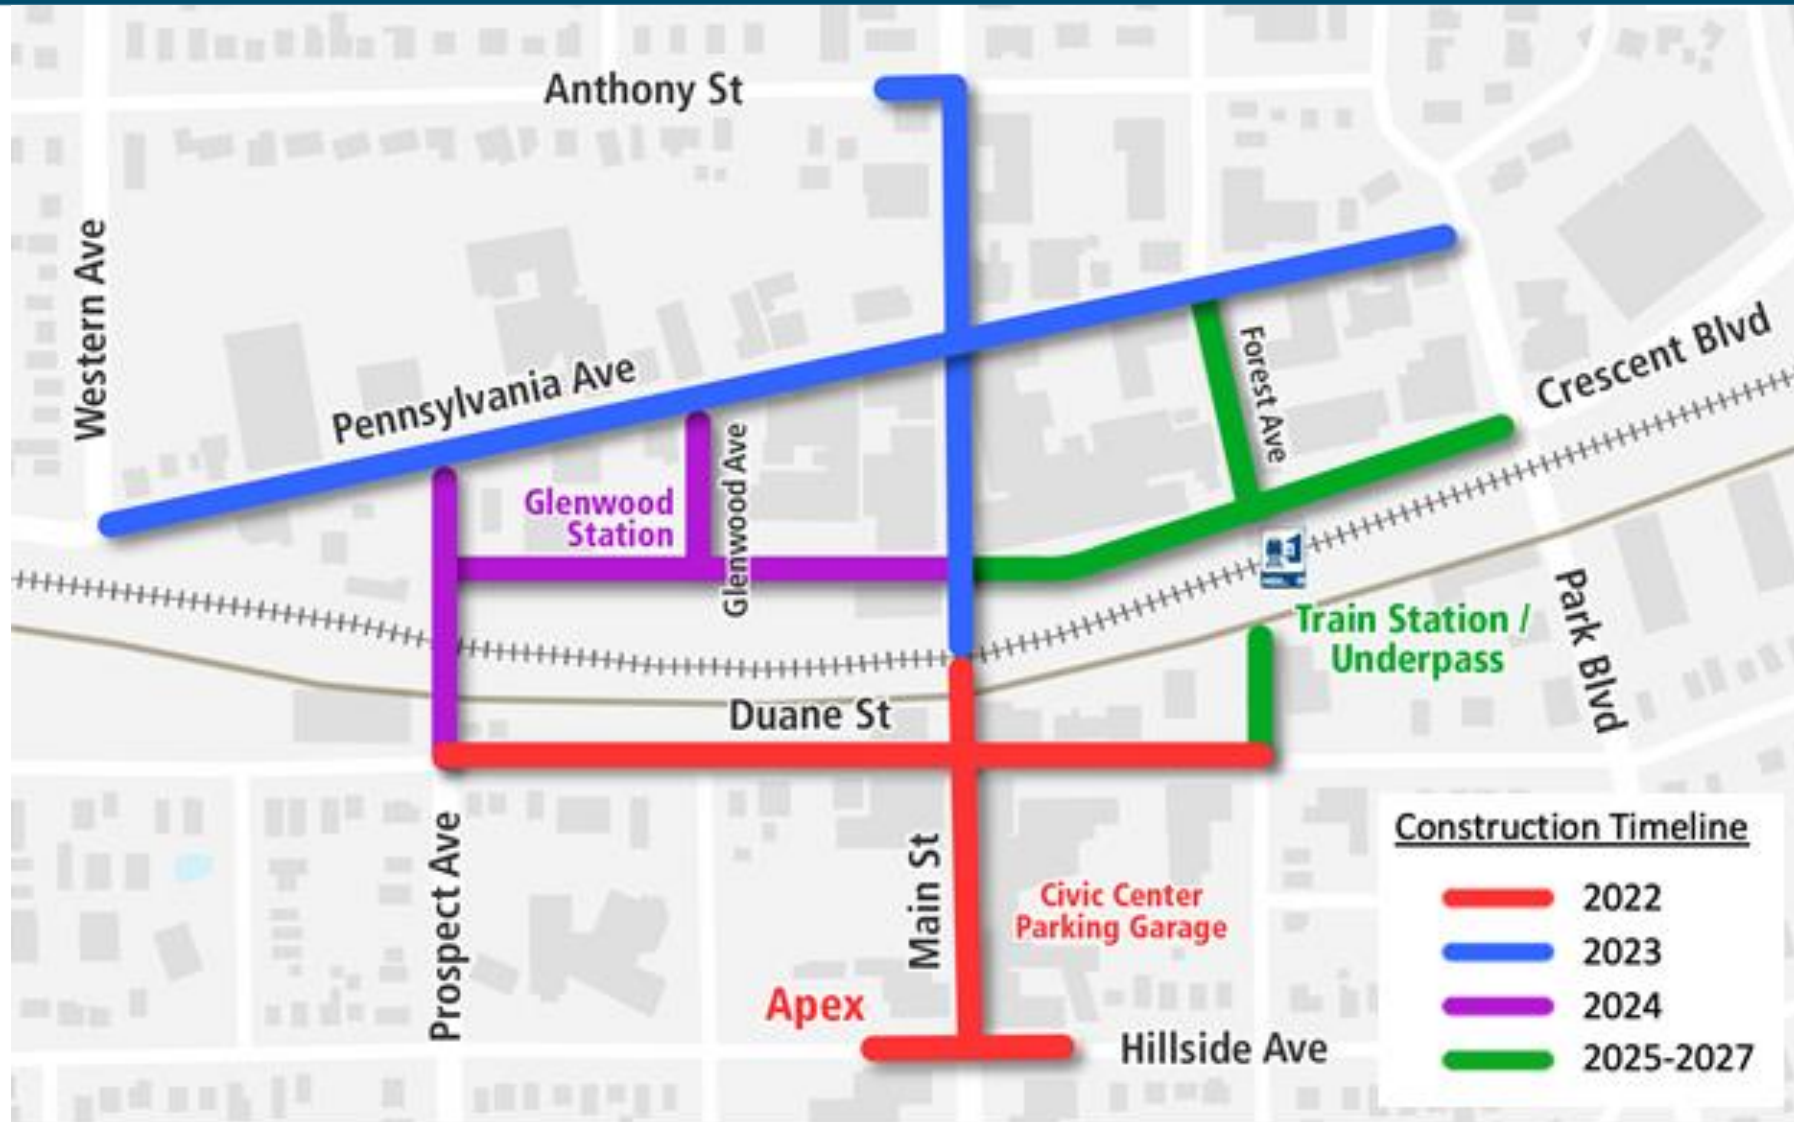 Anthony St
Western Ave
Pennsylvania Ave
Forest Ave
Crescent Blvd
Glenwood
Station
Glenwood Ave
Train Station /
Underpass
Park Blvd
Duane St
Prospect Ave
Main St
Civic Center
Parking Garage
Apex
Hillside Ave
Construction Timeline
2022
2023
2024
2025-2027